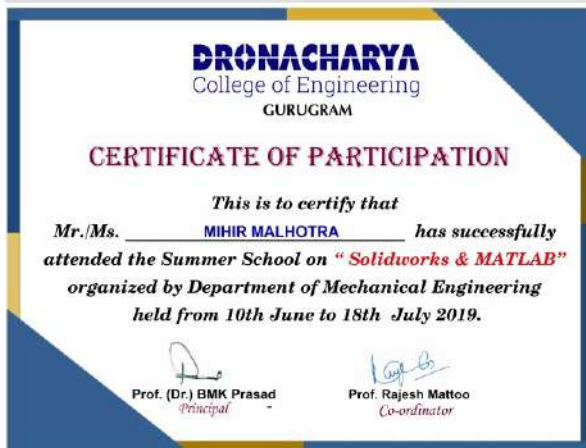 DRONACHARYA
College of Engineering
GURUGRAM
CERTIFICATE OF PARTICIPATION
This is to certify that
Mr./Ms. MIHIR MALHOTRA has successfully
attended the Summer School on “ Solidworks & MATLAB”
organized by Department of Mechanical Engineering
held from 10th June to 18th July 2019.
Prof. (Dr.) BMK Prasad
Principal
Prof. Rajesh Mattoo
Co-ordinator